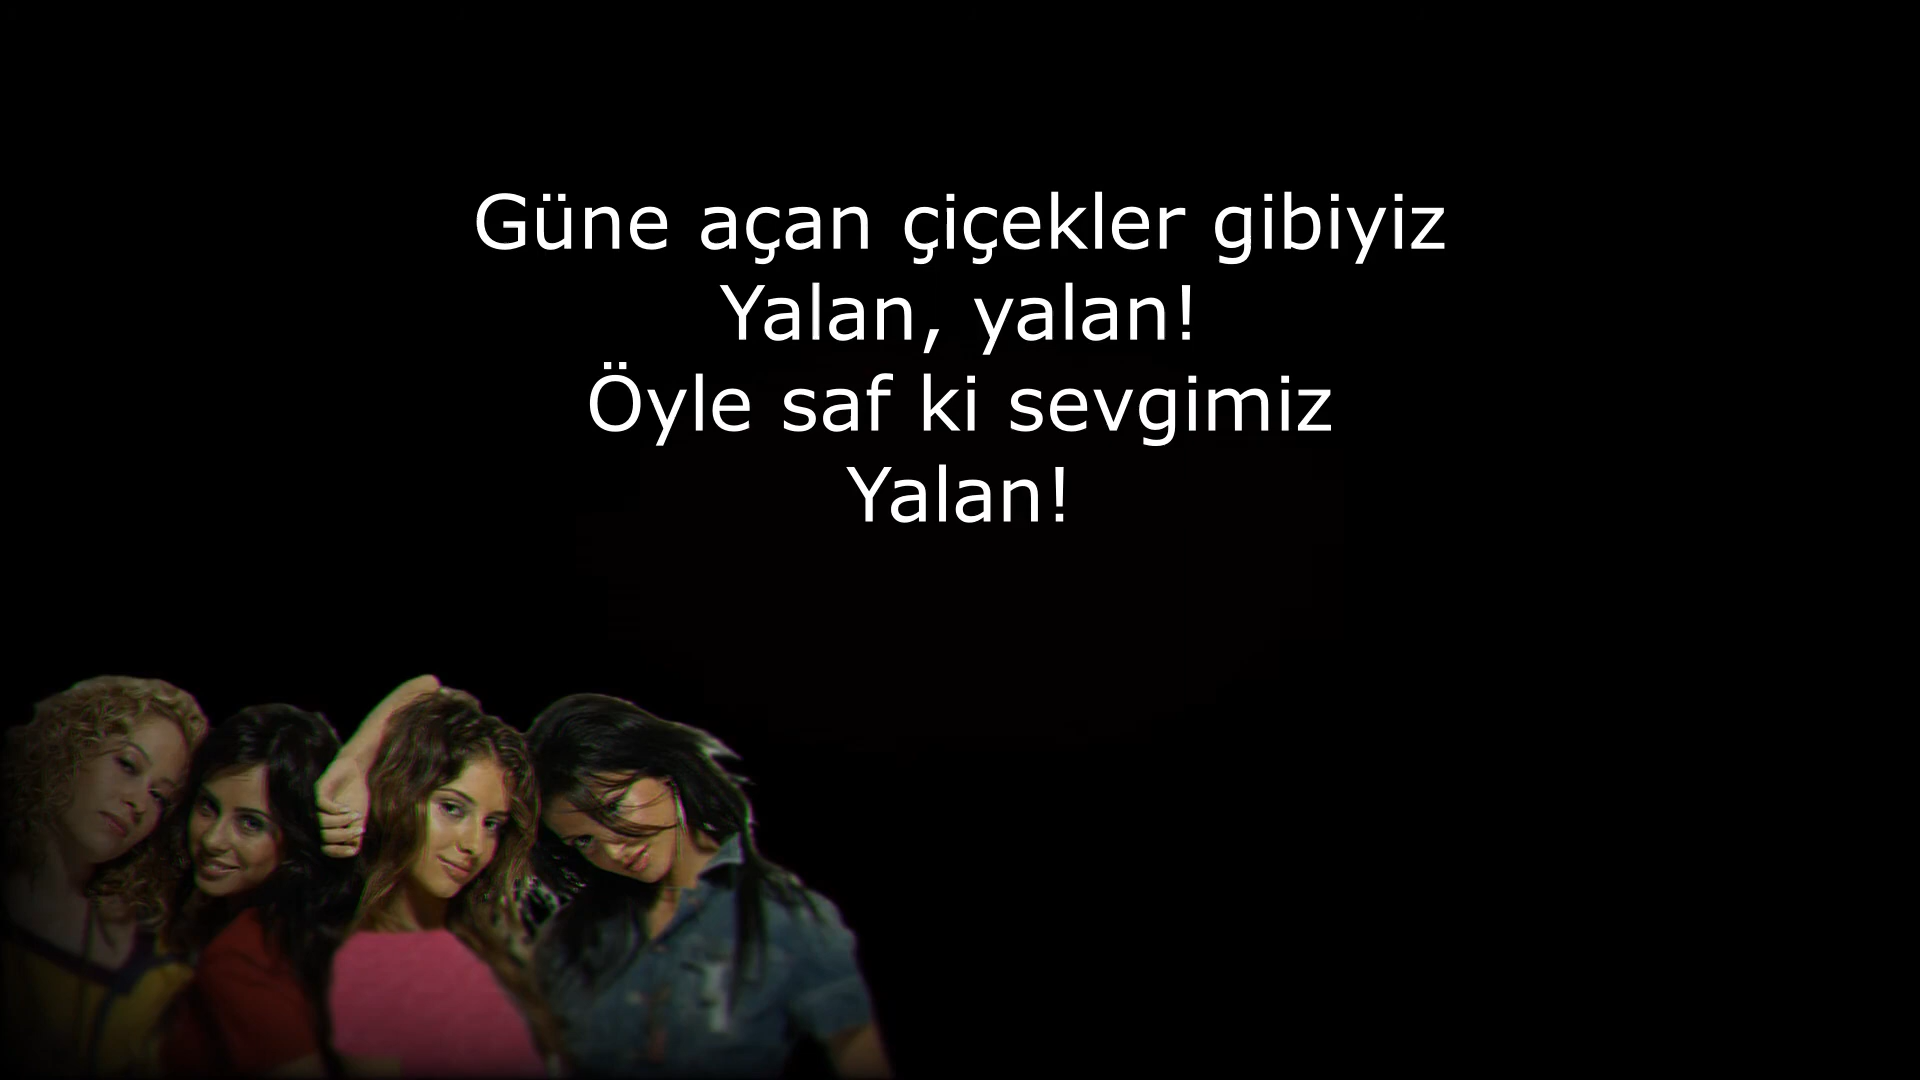 Güne açan çiçekler gibiyiz
Yalan, yalan!
Öyle saf ki sevgimiz
Yalan!